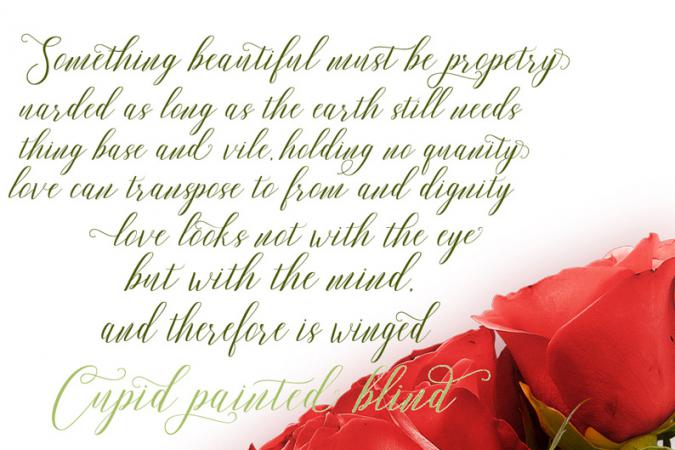 Something beautiful must be propetry
narded as long as the earth still needs
thing base and vile, holding no quanity
love can transpose to from and dignity
love looks not with the eye
but with the mind,
and therefore is winged
Cupid painted blind